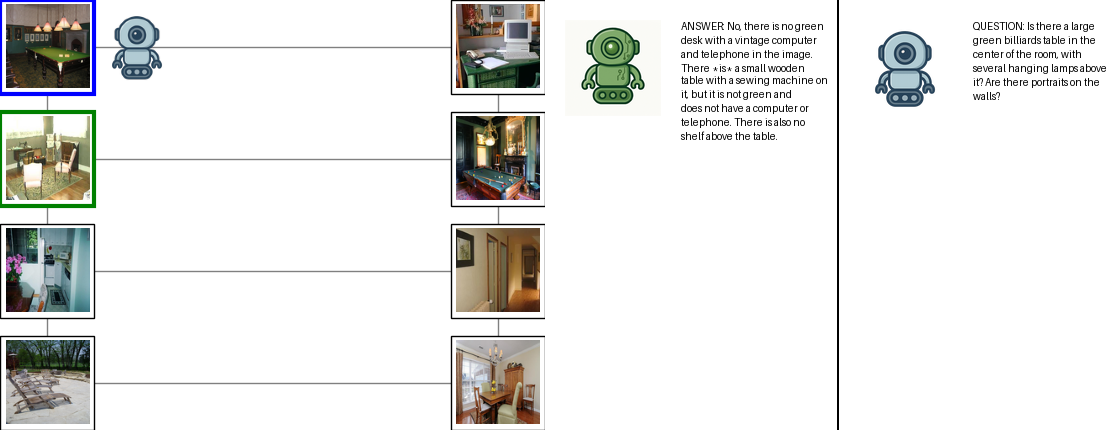 ANSWER: No, there is no green
desk with a vintage computer
and telephone in the image.
There *is* a small wooden
table with a sewing machine on
it, but it is not green and
does not have a computer or
telephone. There is also no
shelf above the table.
QUESTION: Is there a large
green billiards table in the
center of the room, with
several hanging lamps above
it? Are there portraits on the
walls?